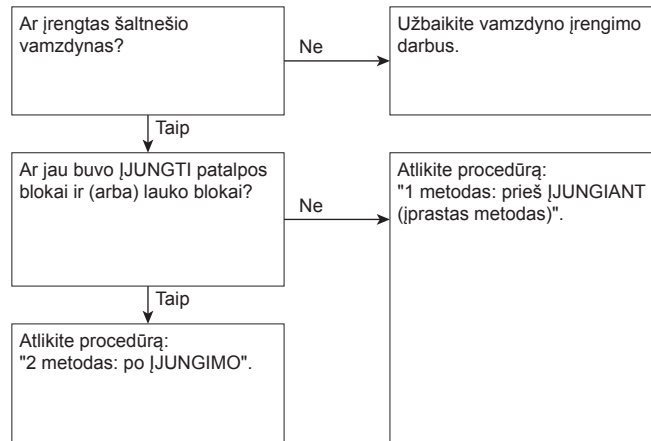 Ar įrengtas šaltnešio
vamzdynas?
Ne
Užbaikite vamzdyno įrengimo
darbus.
Taip
Ar jau buvo ĮJUNGTI patalpos
blokai ir (arba) lauko blokai?
Ne
Atlikite procedūrą:
"1 metodas: prieš ĮJUNGIANT
(įprastas metodas)".
Taip
Atlikite procedūrą:
"2 metodas: po ĮJUNGIMO".